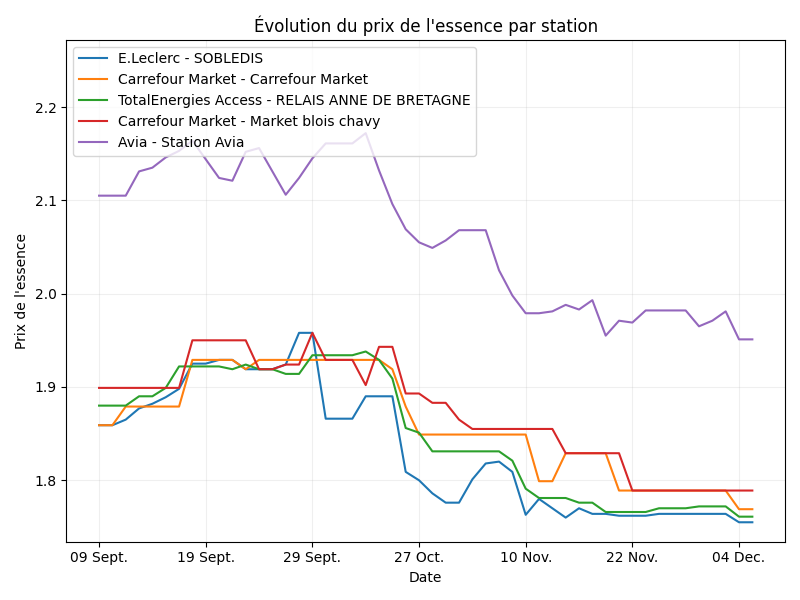 Évolution du prix de l'essence par station
E.Leclerc - SOBLEDIS
Carrefour Market - Carrefour Market
TotalEnergies Access - RELAIS ANNE DE BRETAGNE
Carrefour Market - Market blois chavy
Avia - Station Avia
Prix de l'essence
2.2
2.1
2.0
1.9
1.8
09 Sept.
19 Sept.
29 Sept.
27 Oct.
10 Nov.
22 Nov.
04 Dec.
Date